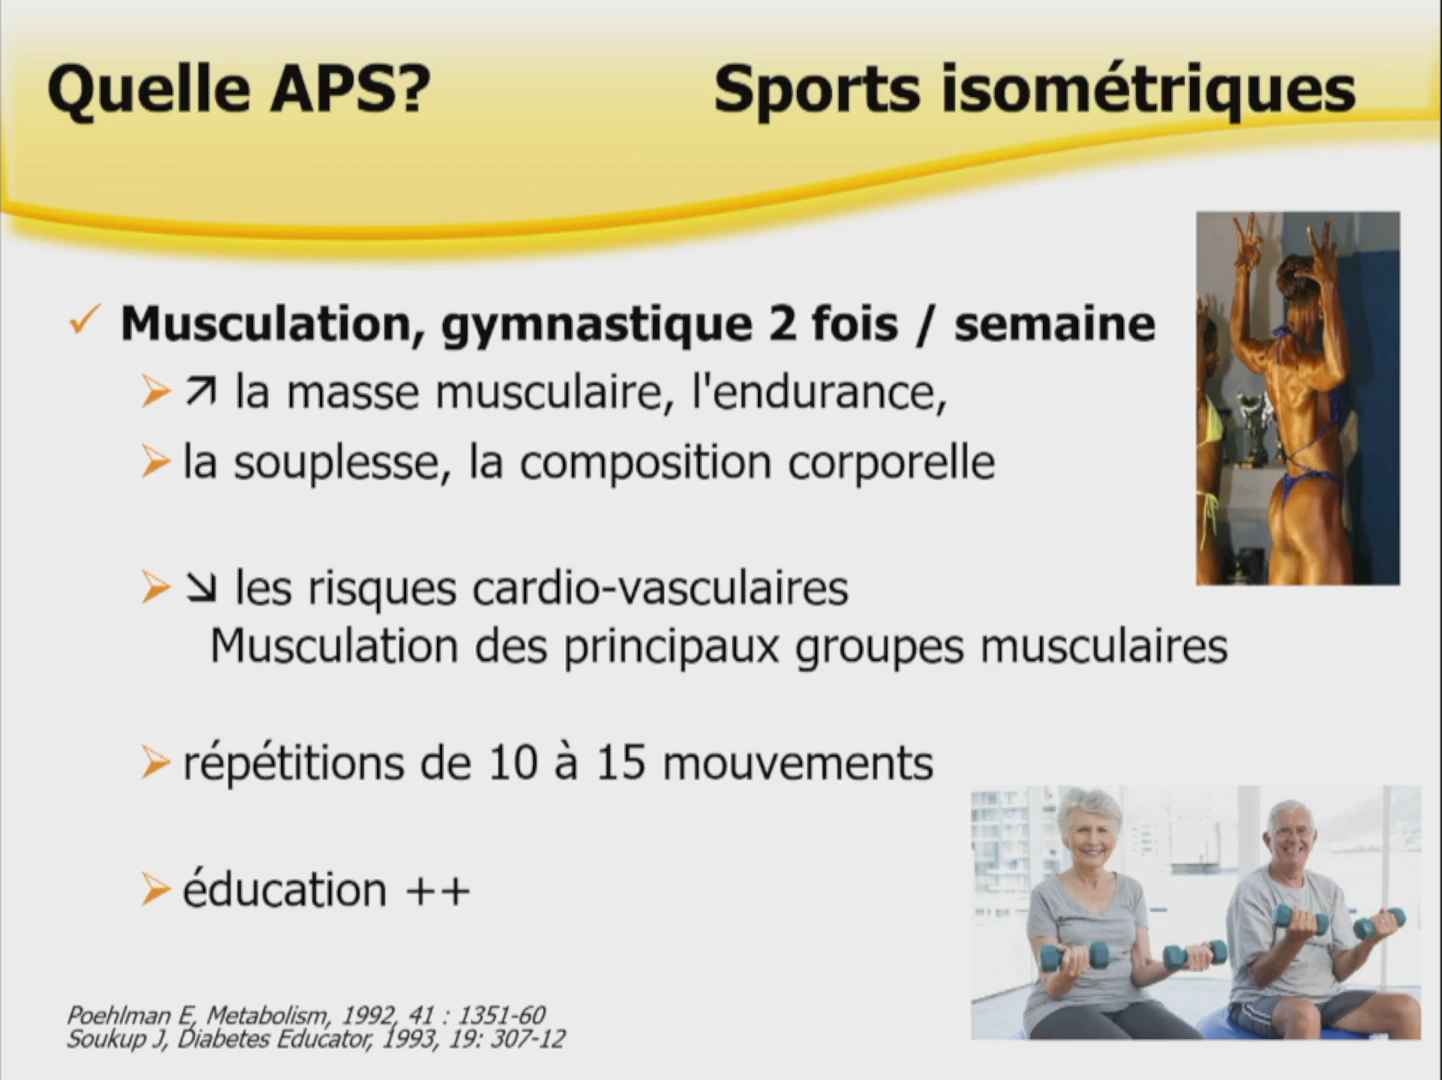 Quelle APS? Sports isométriques
✓ Musculation, gymnastique 2 fois / semaine
➢ ↗ la masse musculaire, l'endurance,
➢ la souplesse, la composition corporelle
➢ ↘ les risques cardio-vasculaires
Musculation des principaux groupes musculaires
➢ répétitions de 10 à 15 mouvements
➢ éducation ++
Poehlman E, Metabolism, 1992, 41 : 1351-60
Soukup J, Diabetes Educator, 1993, 19: 307-12